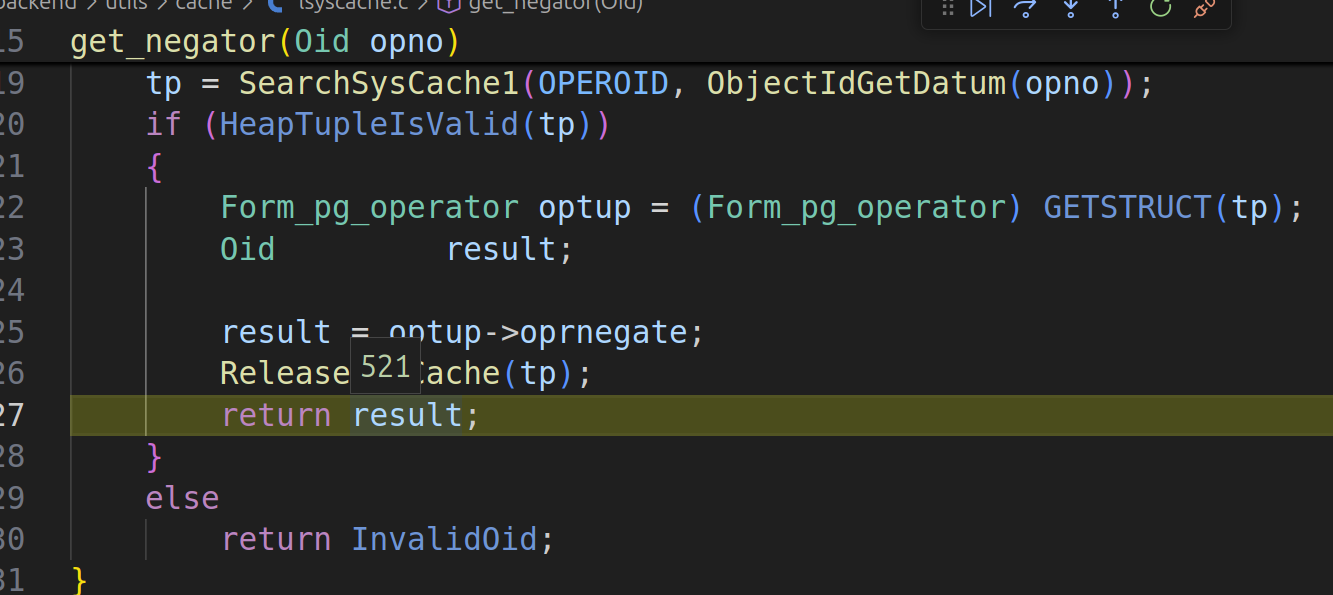 backend > utils > cache > lsyscache.c > get_negator(Oid)
15 get_negator(Oid opno)
19 tp = SearchSysCache1(OPEROID, ObjectIdGetDatum(opno));
20 if (HeapTupleIsValid(tp))
21 {
22 Form_pg_operator optup = (Form_pg_operator) GETSTRUCT(tp);
23 Oid result;
24
25 result = optup->oprnegate;
521
26 Release Cache(tp);
27 return result;
28 }
29 else
30 return InvalidOid;
31 }